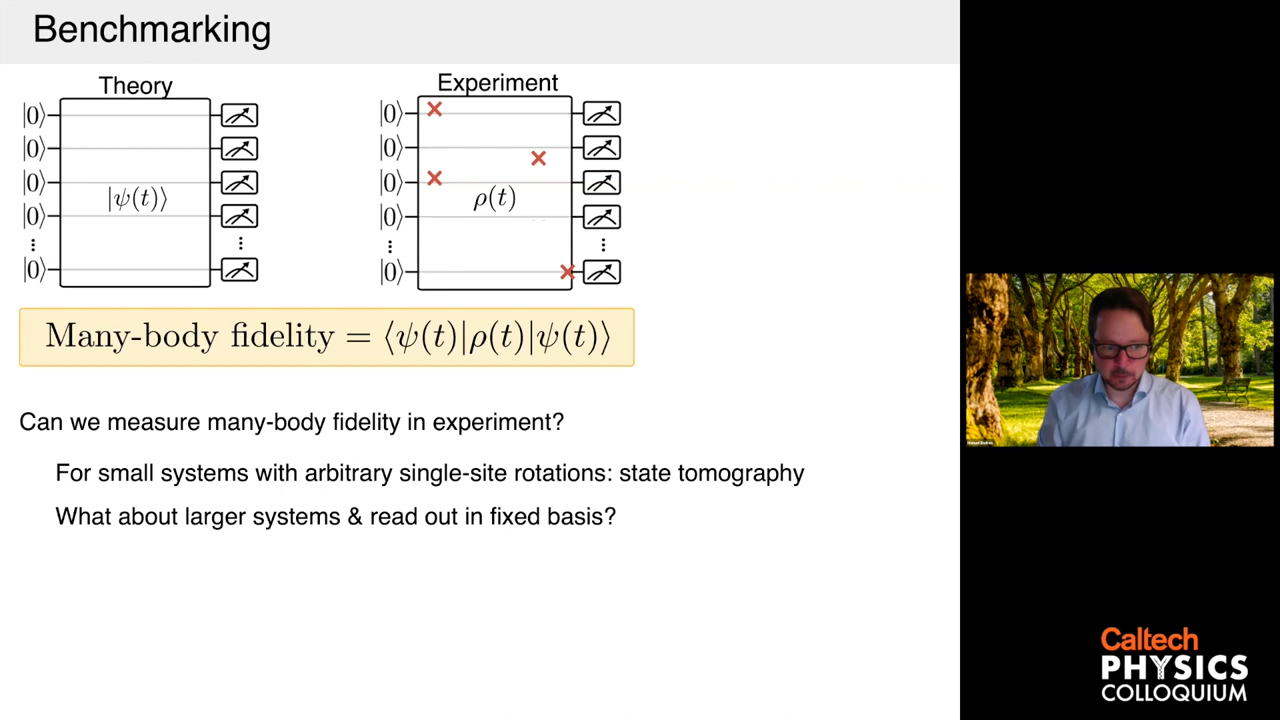 Benchmarking
Theory
|0⟩
|0⟩
|0⟩
|0⟩
|0⟩
|ψ(t)⟩
Experiment
|0⟩
|0⟩
|0⟩
|0⟩
|0⟩
ρ(t)
Many-body fidelity = ⟨ψ(t)|ρ(t)|ψ(t)⟩
Can we measure many-body fidelity in experiment?
For small systems with arbitrary single-site rotations: state tomography
What about larger systems & read out in fixed basis?
Caltech
PHYSICS
COLLOQUIUM